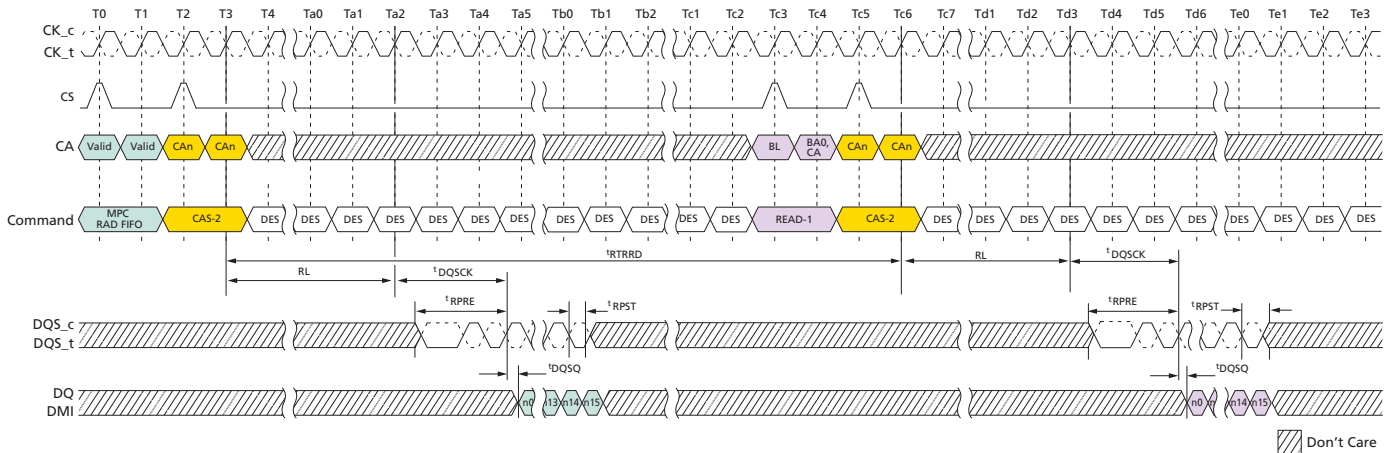 T0 T1 T2 T3 T4 Ta0 Ta1 Ta2 Ta3 Ta4 Ta5 Tb0 Tb1 Tb2 Tc1 Tc2 Tc3 Tc4 Tc5 Tc6 Tc7 Td1 Td2 Td3 Td4 Td5 Td6 Te0 Te1 Te2 Te3
CK_c
CK_t
CS
CA Valid Valid CAn CAn BL BA0, CA CAn CAn
Command MPC RAD FIFO CAS-2 DES DES DES DES DES DES DES DES DES DES DES DES READ-1 CAS-2 DES DES DES DES DES DES DES DES DES DES DES
tRTRRD
RL tDQSCK RL tDQSCK
tRPRE tRPST tRPRE tRPST
DQS_c
DQS_t
tDQSQ tDQSQ
DQ
DMI
n0 n13 n14 n15 n0 n n14 n15
Don't Care